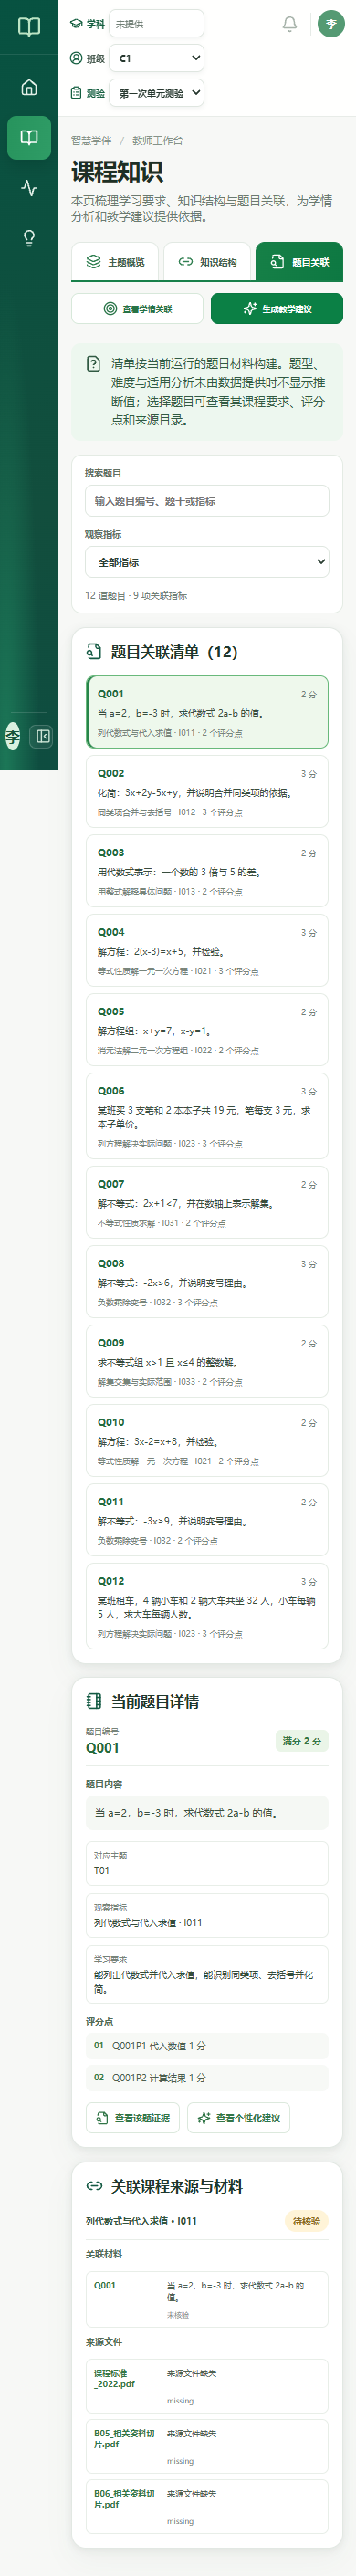 学科
未提供
李
班级
C1
测验
第一次单元测验
智慧学伴 / 教师工作台
课程知识
本页梳理学习要求、知识结构与题目关联，为学情
分析和教学建议提供依据。
主题概览
知识结构
题目关联
查看学情关联
生成教学建议
清单按当前运行的题目材料构建。题型、
难度与适用分析未由数据提供时不显示推
断值；选择题目可查看其课程要求、评分
点和来源目录。
搜索题目
输入题目编号、题干或指标
观察指标
全部指标
12 道题目 · 9 项关联指标
题目关联清单（12）
Q001
2 分
当 a=2，b=-3 时，求代数式 2a-b 的值。
列代数式与代入求值 · I011 · 2 个评分点
Q002
3 分
化简：3x+2y-5x+y，并说明合并同类项的依据。
同类项合并与去括号 · I012 · 3 个评分点
Q003
2 分
用代数式表示：一个数的 3 倍与 5 的差。
用整式解释具体问题 · I013 · 2 个评分点
Q004
3 分
解方程：2(x-3)=x+5，并检验。
等式性质解一元一次方程 · I021 · 3 个评分点
Q005
2 分
解方程组：x+y=7，x-y=1。
消元法解二元一次方程组 · I022 · 2 个评分点
Q006
3 分
某班买 3 支笔和 2 本本子共 19 元，笔每支 3 元，求
本子单价。
列方程解决实际问题 · I023 · 3 个评分点
Q007
2 分
解不等式：2x+1<7，并在数轴上表示解集。
不等式性质求解 · I031 · 2 个评分点
Q008
3 分
解不等式：-2x>6，并说明变号理由。
负数乘除变号 · I032 · 3 个评分点
Q009
2 分
求不等式组 x>1 且 x≤4 的整数解。
解集交集与实际范围 · I033 · 2 个评分点
Q010
2 分
解方程：3x-2=x+8，并检验。
等式性质解一元一次方程 · I021 · 2 个评分点
Q011
2 分
解不等式：-3x≥9，并说明变号理由。
负数乘除变号 · I032 · 2 个评分点
Q012
3 分
某班租车，4 辆小车和 2 辆大车共坐 32 人，小车每辆
5 人，求大车每辆人数。
列方程解决实际问题 · I023 · 3 个评分点
李
当前题目详情
题目编号
Q001
满分 2 分
题目内容
当 a=2，b=-3 时，求代数式 2a-b 的值。
对应主题
T01
观察指标
列代数式与代入求值 · I011
学习要求
能列出代数式并代入求值；能识别同类项、去括号并化
简。
评分点
01 Q001P1 代入数值 1 分
02 Q001P2 计算结果 1 分
查看该题证据
查看个性化建议
关联课程来源与材料
列代数式与代入求值 • I011
待核验
关联材料
Q001
当 a=2，b=-3 时，求代数式 2a-b 的
值。
未核验
来源文件
课程标准
_2022.pdf
来源文件缺失
missing
B05_相关资料切
片.pdf
来源文件缺失
missing
B06_相关资料切
片.pdf
来源文件缺失
missing